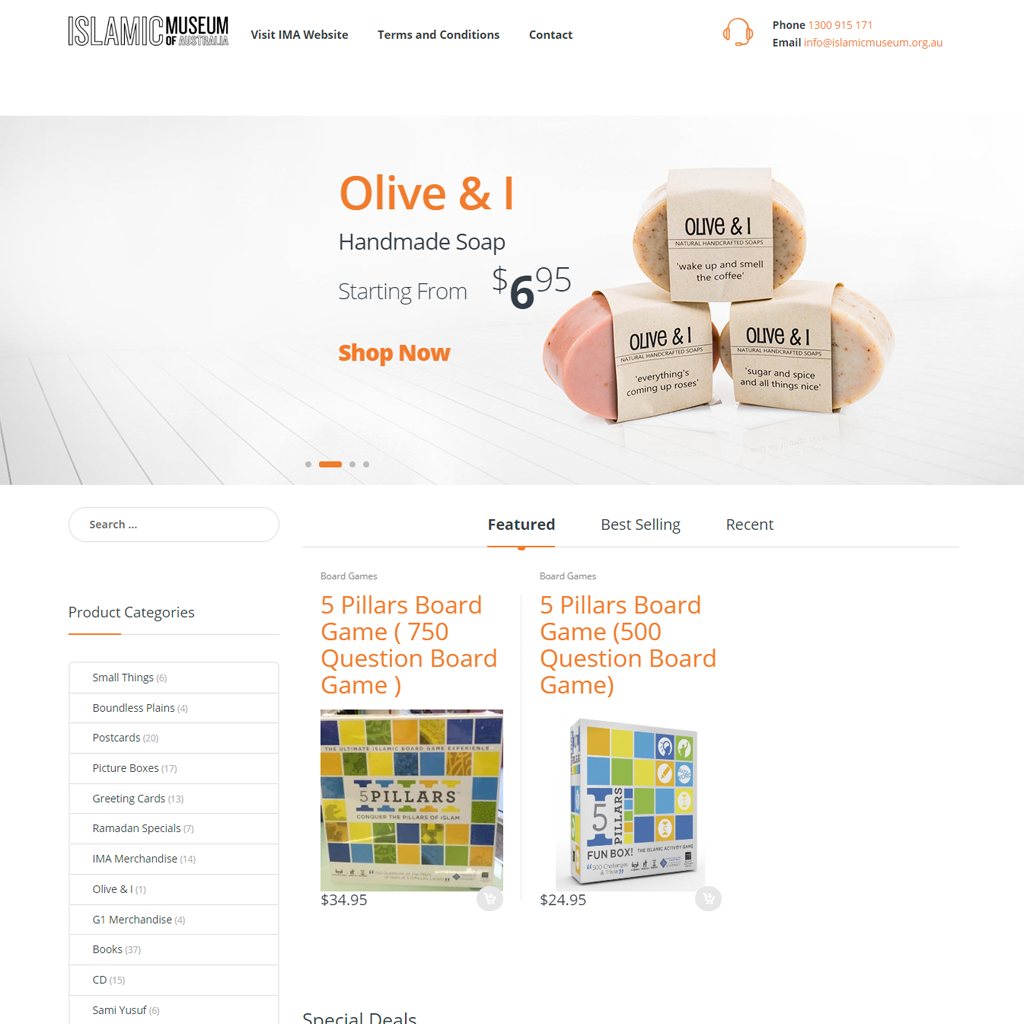 ISLAMIC MUSEUM OF AUSTRALIA
Visit IMA Website
Terms and Conditions
Contact
Phone 1300 915 171
Email info@islamicmuseum.org.au
Olive & I
Handmade Soap
Starting From $6.95
Shop Now
OLIVE & I
NATURAL HANDCRAFTED SOAPS
'wake up and smell
the coffee'
OLIVE & I
NATURAL HANDCRAFTED SOAPS
'everything's
coming up roses'
OLIVE & I
NATURAL HANDCRAFTED SOAPS
'sugar and spice
and all things nice'
Search ...
Product Categories
Small Things (6)
Boundless Plains (4)
Postcards (20)
Picture Boxes (17)
Greeting Cards (13)
Ramadan Specials (7)
IMA Merchandise (14)
Olive & I (1)
G1 Merchandise (4)
Books (37)
CD (15)
Sami Yusuf (6)
Featured
Best Selling
Recent
Board Games
5 Pillars Board
Game ( 750
Question Board
Game )
THE ULTIMATE ISLAMIC BOARD GAME EXPERIENCE
5 PILLARS
CONQUER THE PILLARS OF ISLAM
$34.95
Board Games
5 Pillars Board
Game (500
Question Board
Game)
5 PILLARS
FUN BOX! THE ISLAMIC ACTIVITY GAME
"500 Challenges
& Trivia"
$24.95
Special Deals